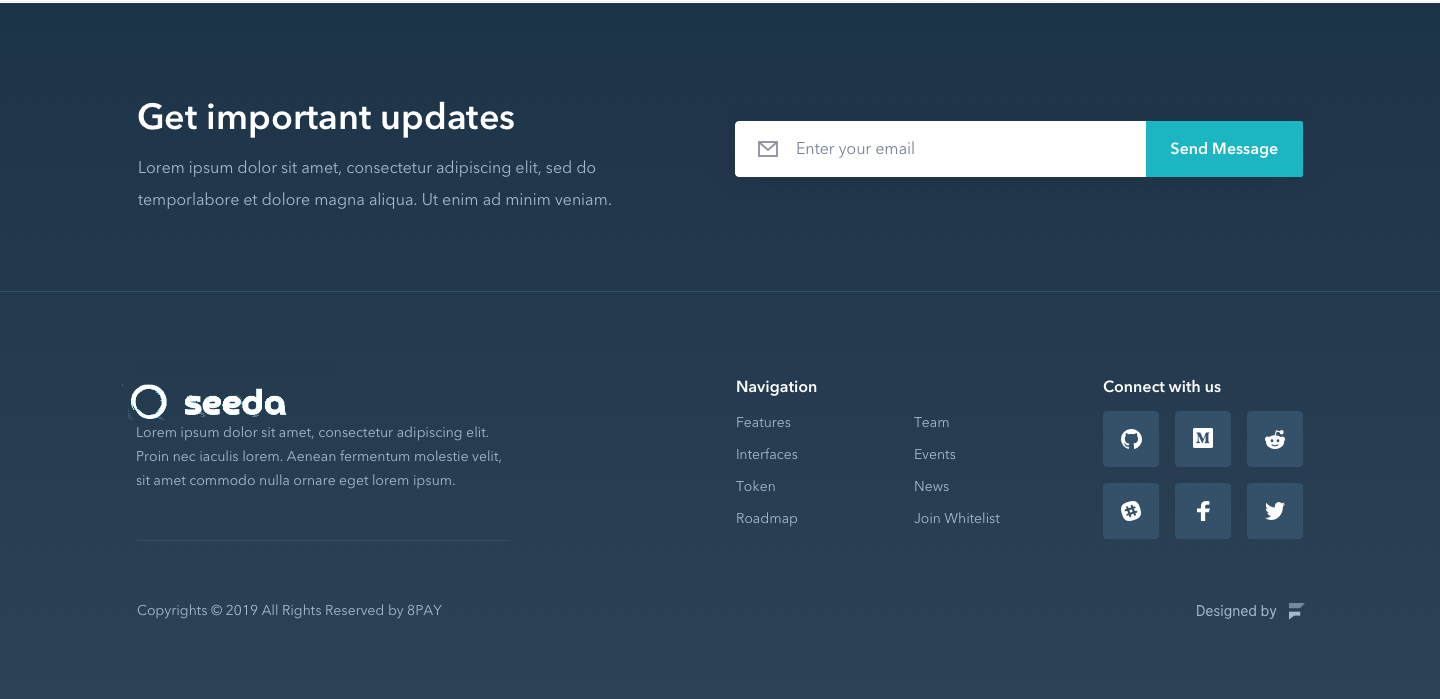 Get important updates
Lorem ipsum dolor sit amet, consectetur adipiscing elit, sed do
temporlabore et dolore magna aliqua. Ut enim ad minim veniam.
Enter your email
Send Message
seeda
Lorem ipsum dolor sit amet, consectetur adipiscing elit.
Proin nec iaculis lorem. Aenean fermentum molestie velit,
sit amet commodo nulla ornare eget lorem ipsum.
Navigation
Features
Interfaces
Token
Roadmap
Team
Events
News
Join Whitelist
Connect with us
Copyrights © 2019 All Rights Reserved by 8PAY
Designed by